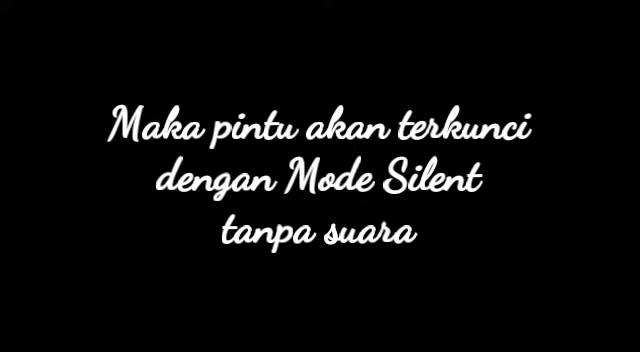 Maka pintu akan terkunci
dengan Mode Silent
tanpa suara